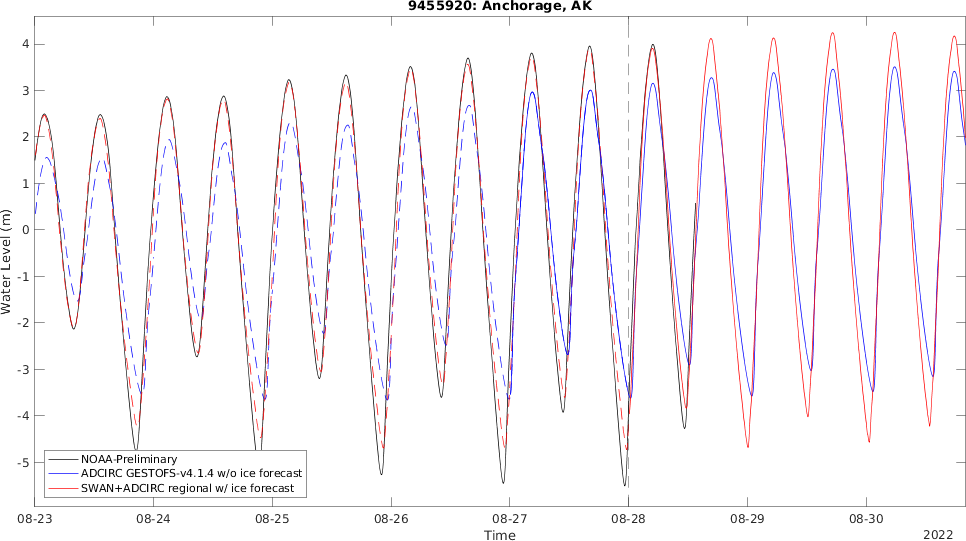 9455920: Anchorage, AK
Water Level (m)
4
3
2
1
0
-1
-2
-3
-4
-5
NOAA-Preliminary
ADCIRC GESTOFS-v4.1.4 w/o ice forecast
SWAN+ADCIRC regional w/ ice forecast
08-23 08-24 08-25 08-26 08-27 08-28 08-29 08-30
Time
2022